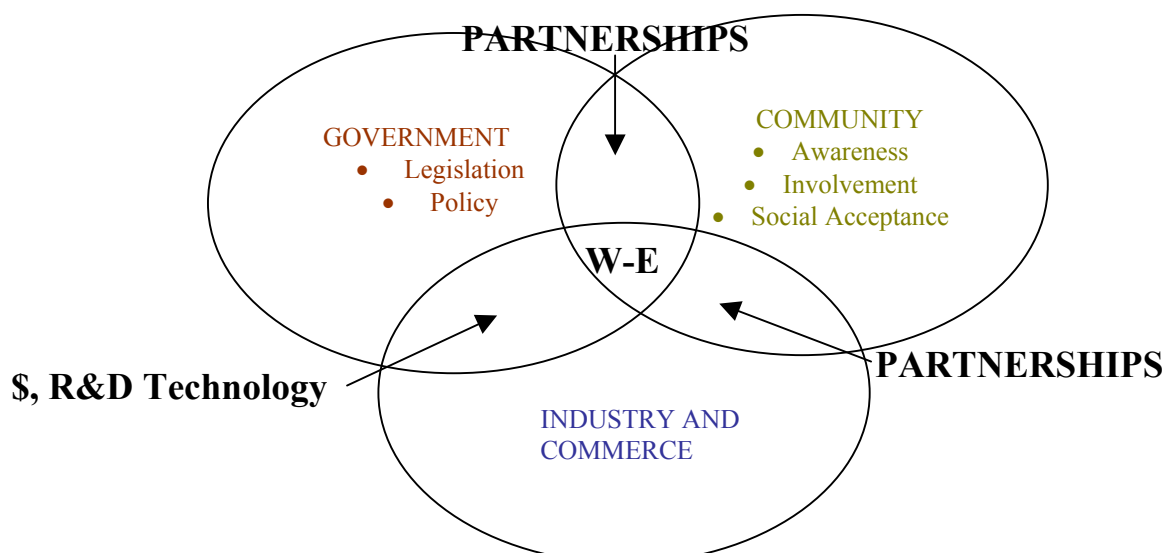 PARTNERSHIPS
GOVERNMENT
• Legislation
• Policy
COMMUNITY
• Awareness
• Involvement
• Social Acceptance
W-E
$, R&D Technology
PARTNERSHIPS
INDUSTRY AND
COMMERCE